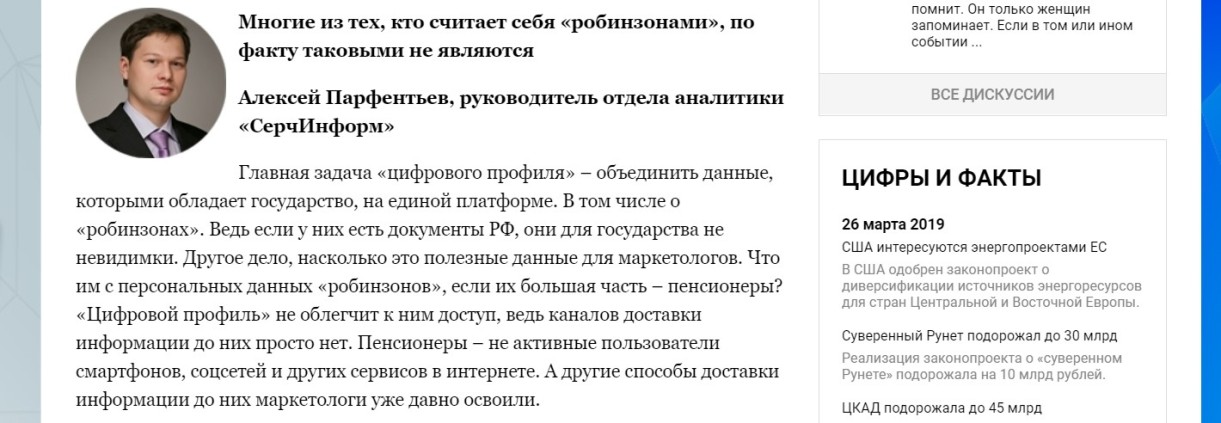 Многие из тех, кто считает себя «робинзонами», по
факту таковыми не являются
Алексей Парфентьев, руководитель отдела аналитики
«СерчИнформ»
Главная задача «цифрового профиля» – объединить данные,
которыми обладает государство, на единой платформе. В том числе о
«робинзонах». Ведь если у них есть документы РФ, они для государства не
невидимки. Другое дело, насколько это полезные данные для маркетологов. Что
им с персональных данных «робинзонов», если их большая часть – пенсионеры?
«Цифровой профиль» не облегчит к ним доступ, ведь каналов доставки
информации до них просто нет. Пенсионеры – не активные пользователи
смартфонов, соцсетей и других сервисов в интернете. А другие способы доставки
информации до них маркетологи уже давно освоили.
помнит. Он только женщин
запоминает. Если в том или ином
событии ...
ВСЕ ДИСКУССИИ
ЦИФРЫ И ФАКТЫ
26 марта 2019
США интересуются энергопроектами ЕС
В США одобрен законопроект о
диверсификации источников энергоресурсов
для стран Центральной и Восточной Европы.
Суверенный Рунет подорожал до 30 млрд
Реализация законопроекта о «суверенном
Рунете» подорожала на 10 млрд рублей.
ЦКАД подорожала до 45 млрд